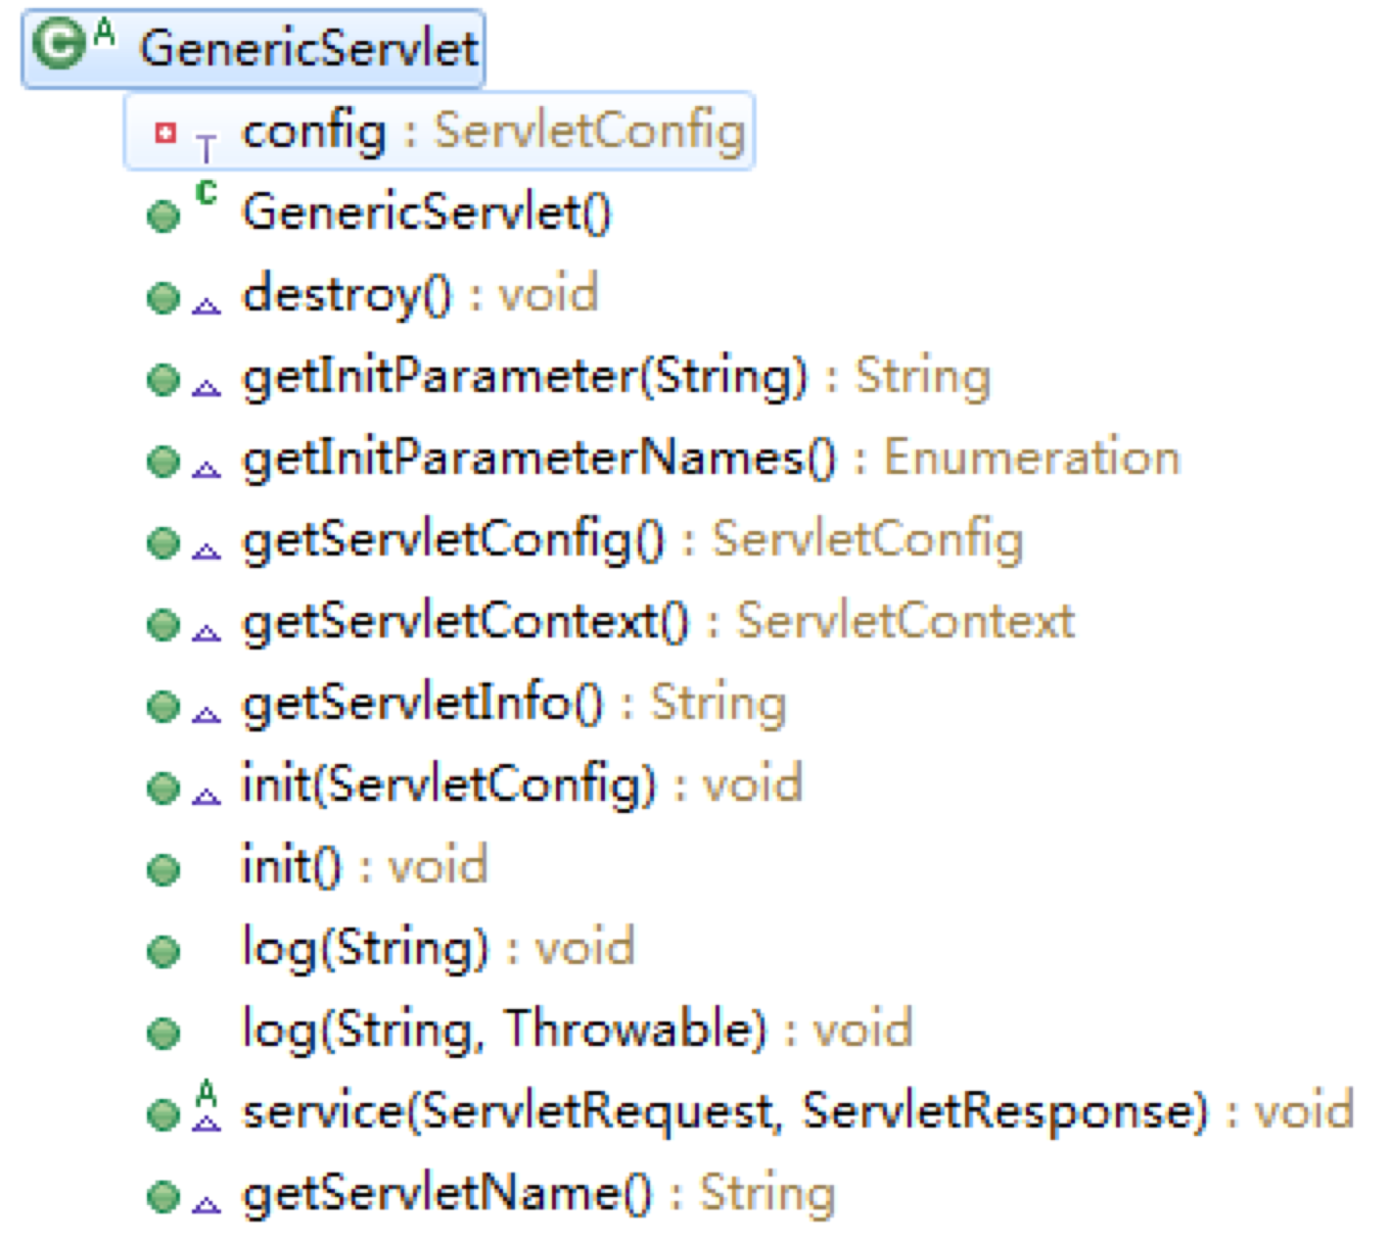 GenericServlet
config : ServletConfig
GenericServlet()
destroy() : void
getInitParameter(String) : String
getInitParameterNames() : Enumeration
getServletConfig() : ServletConfig
getServletContext() : ServletContext
getServletInfo() : String
init(ServletConfig) : void
init() : void
log(String) : void
log(String, Throwable) : void
service(ServletRequest, ServletResponse) : void
getServletName() : String